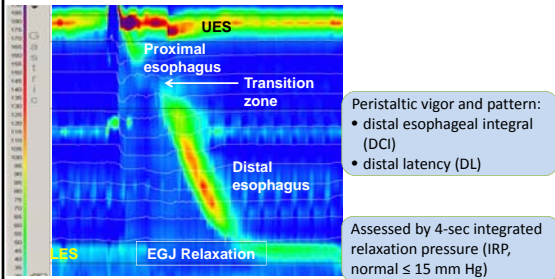 UES
Gastric
Proximal
esophagus
Transition
zone
Distal
esophagus
LES
EGJ Relaxation
Peristaltic vigor and pattern:
• distal esophageal integral
(DCI)
• distal latency (DL)
Assessed by 4-sec integrated
relaxation pressure (IRP,
normal ≤ 15 mm Hg)